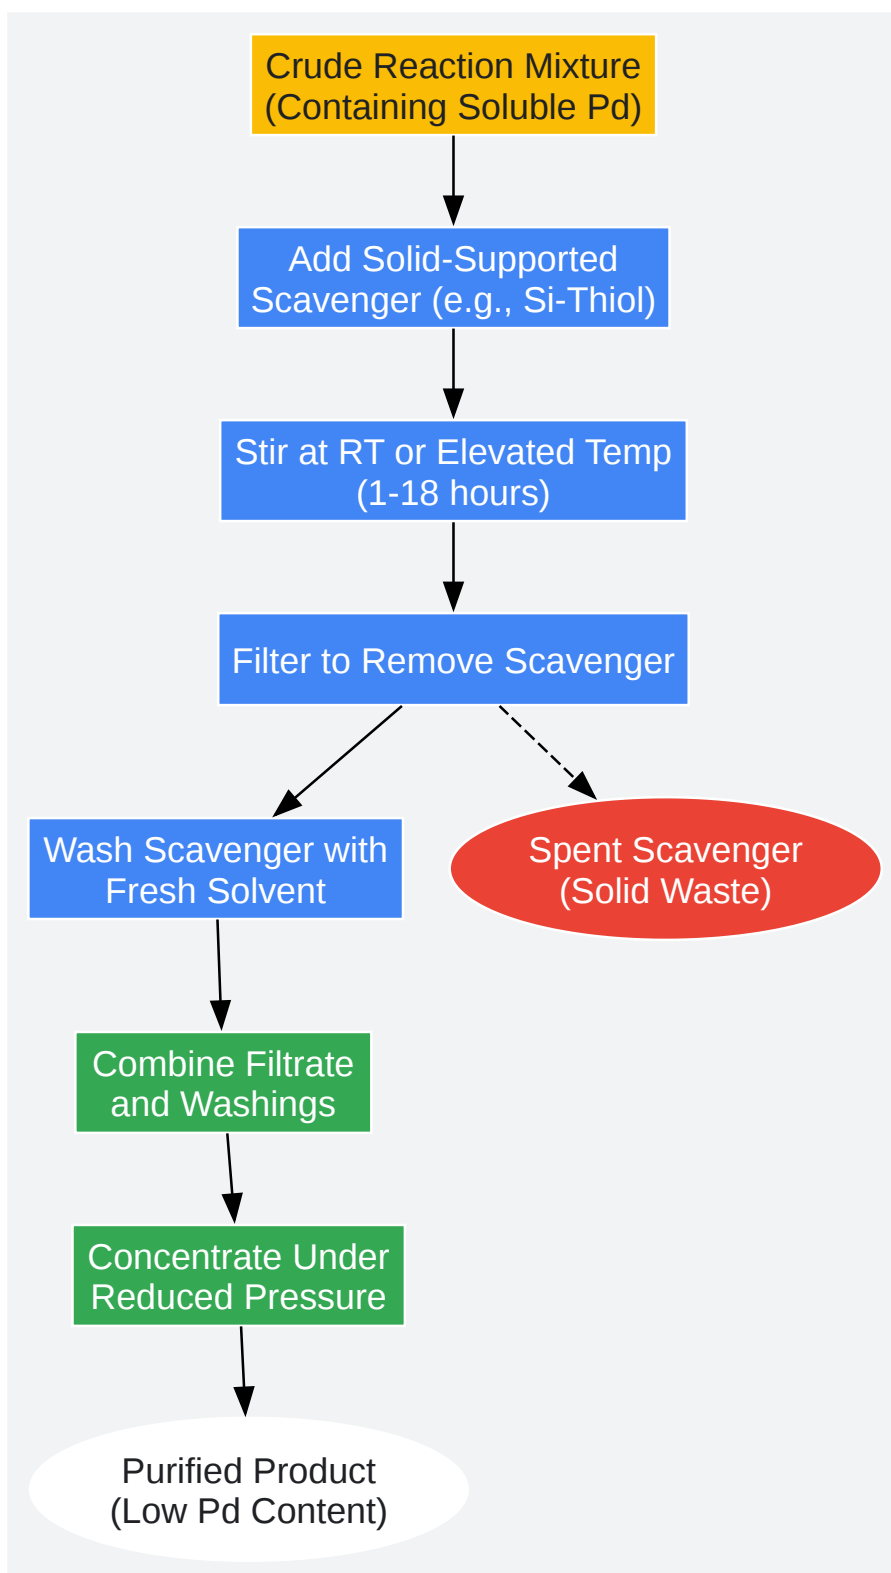 Crude Reaction Mixture
(Containing Soluble Pd)
Add Solid-Supported
Scavenger (e.g., Si-Thiol)
Stir at RT or Elevated Temp
(1-18 hours)
Filter to Remove Scavenger
Wash Scavenger with
Fresh Solvent
Spent Scavenger
(Solid Waste)
Combine Filtrate
and Washings
Concentrate Under
Reduced Pressure
Purified Product
(Low Pd Content)